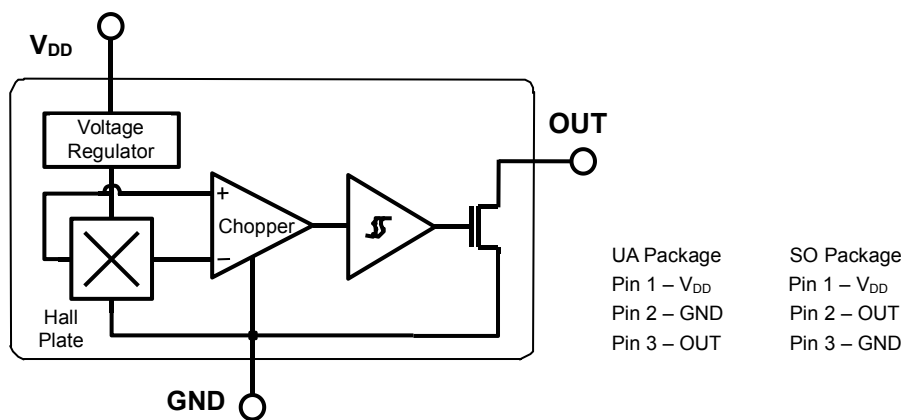 VDD
Voltage
Regulator
OUT
+
Chopper
–
Hall
Plate
GND
UA Package
Pin 1 – VDD
Pin 2 – GND
Pin 3 – OUT
SO Package
Pin 1 – VDD
Pin 2 – OUT
Pin 3 – GND